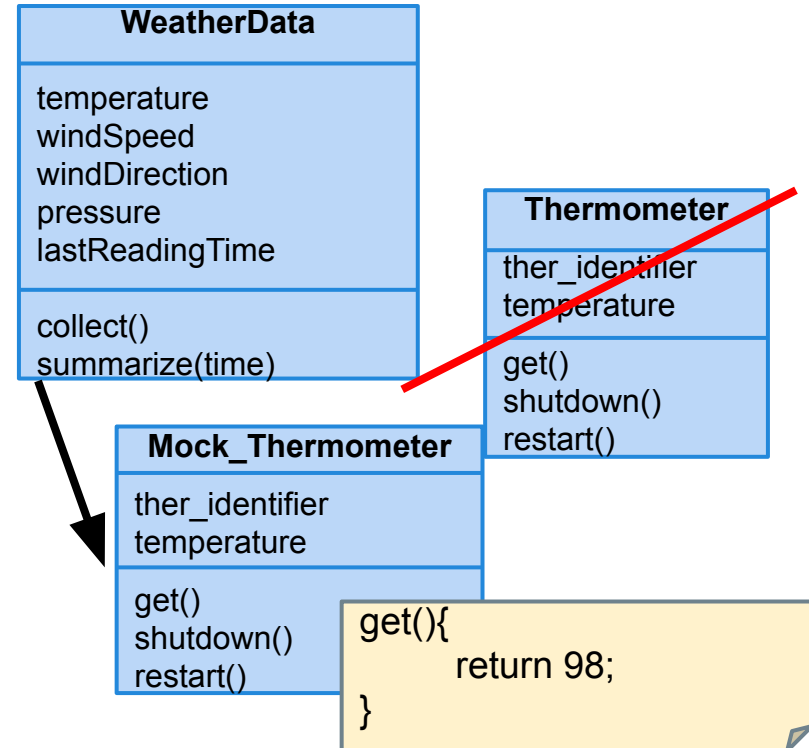 WeatherData
temperature
windSpeed
windDirection
pressure
lastReadingTime
collect()
summarize(time)
Thermometer
ther_identifier
temperature
get()
shutdown()
restart()
Mock_Thermometer
ther_identifier
temperature
get()
shutdown()
restart()
get(){
return 98;
}